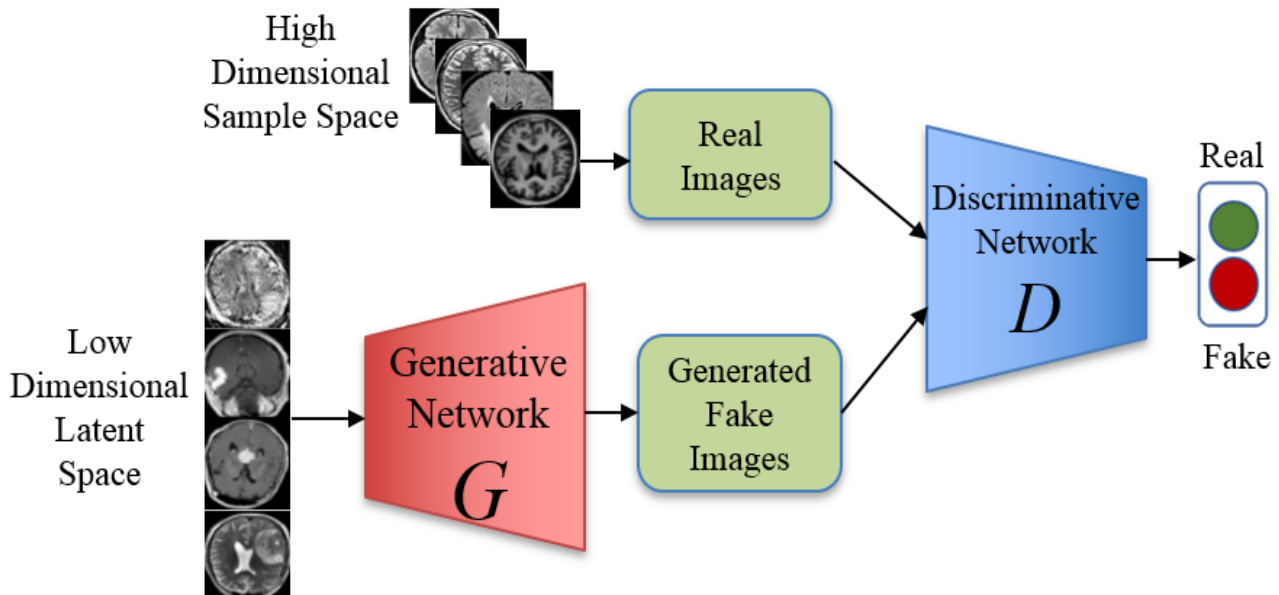 High
Dimensional
Sample Space
Real
Images
Discriminative
Network
D
Real
Fake
Low
Dimensional
Latent
Space
Generative
Network
G
Generated
Fake
Images